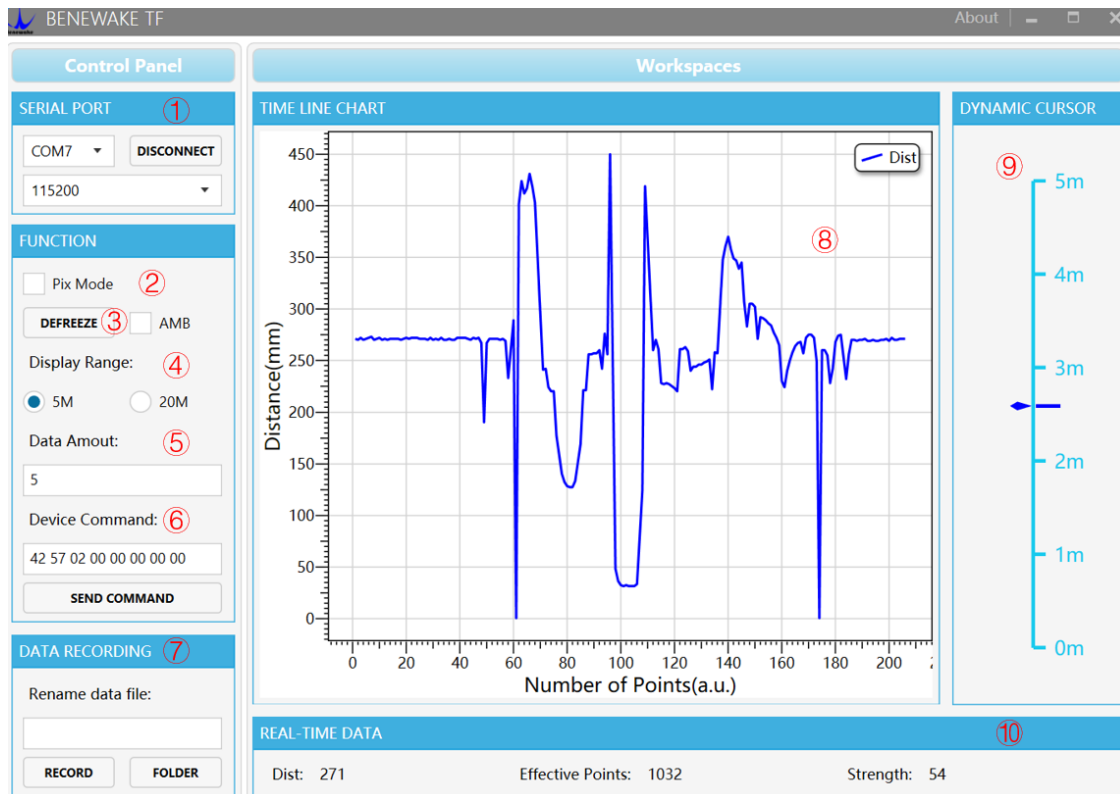 BENEWAKE TF
About
benewake
Control Panel
Workspaces
SERIAL PORT ①
COM7 DISCONNECT
115200
FUNCTION
Pix Mode ②
DEFREEZE ③ AMB
Display Range: ④
5M 20M
Data Amout: ⑤
5
Device Command: ⑥
42 57 02 00 00 00 00 00
SEND COMMAND
DATA RECORDING ⑦
Rename data file:
RECORD FOLDER
TIME LINE CHART
Dist
⑧
450
400
350
300
250
200
150
100
50
0
Distance(mm)
0 20 40 60 80 100 120 140 160 180 200
Number of Points(a.u.)
DYNAMIC CURSOR
⑨
5m
4m
3m
2m
1m
0m
REAL-TIME DATA ⑩
Dist: 271 Effective Points: 1032 Strength: 54